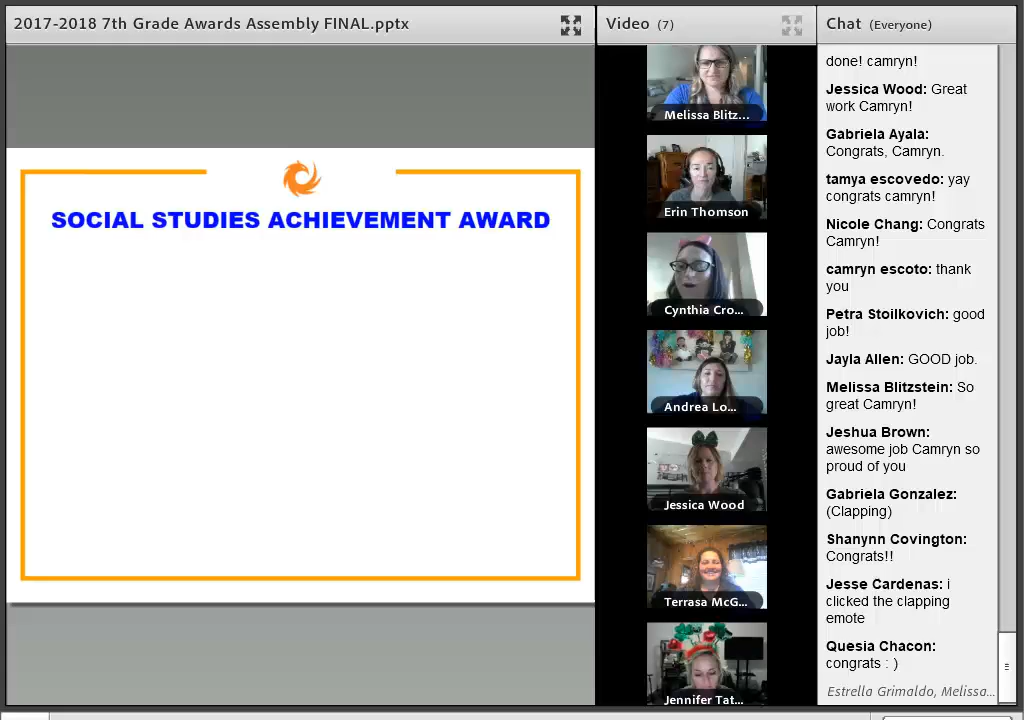 2017-2018 7th Grade Awards Assembly FINAL.pptx
SOCIAL STUDIES ACHIEVEMENT AWARD
Video (7)
Melissa Blitz...
Erin Thomson
Cynthia Cro...
Andrea Lo...
Jessica Wood
Terrasa McG...
Jennifer Tat...
Chat (Everyone)
done! camryn!
Jessica Wood: Great
work Camryn!
Gabriela Ayala:
Congrats, Camryn.
tamya escovedo: yay
congrats camryn!
Nicole Chang: Congrats
Camryn!
camryn escoto: thank
you
Petra Stoilkovich: good
job!
Jayla Allen: GOOD job.
Melissa Blitzstein: So
great Camryn!
Jeshua Brown:
awesome job Camryn so
proud of you
Gabriela Gonzalez:
(Clapping)
Shanynn Covington:
Congrats!!
Jesse Cardenas: i
clicked the clapping
emote
Quesia Chacon:
congrats : )
Estrella Grimaldo, Melissa...